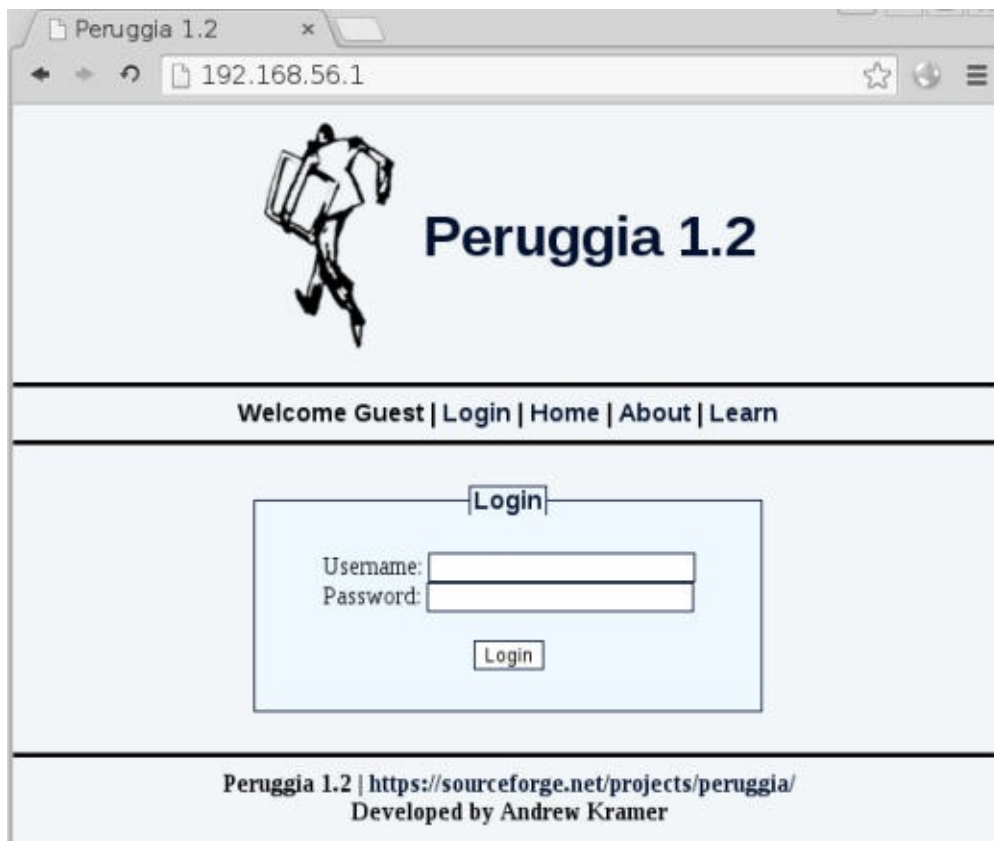 Peruggia 1.2
192.168.56.1
Peruggia 1.2
Welcome Guest | Login | Home | About | Learn
Login
Username:
Password:
Login
Peruggia 1.2 | https://sourceforge.net/projects/peruggia/
Developed by Andrew Kramer